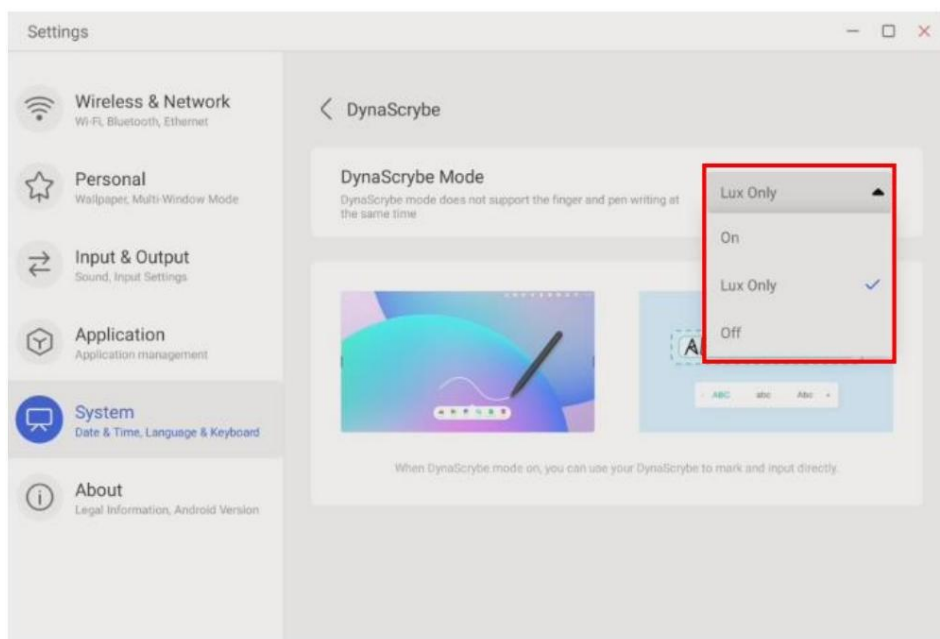 Settings
Wireless & Network
Wi-Fi, Bluetooth, Ethernet
Personal
Wallpaper, Multi-Window Mode
Input & Output
Sound, Input Settings
Application
Application management
System
Date & Time, Language & Keyboard
About
Legal Information, Android Version
DynaScrybe
DynaScrybe Mode
DynaScrybe mode does not support the finger and pen writing at
the same time
Lux Only
On
Lux Only
Off
ABC
abc
Abc
When DynaScrybe mode on, you can use your DynaScrybe to mark and input directly.